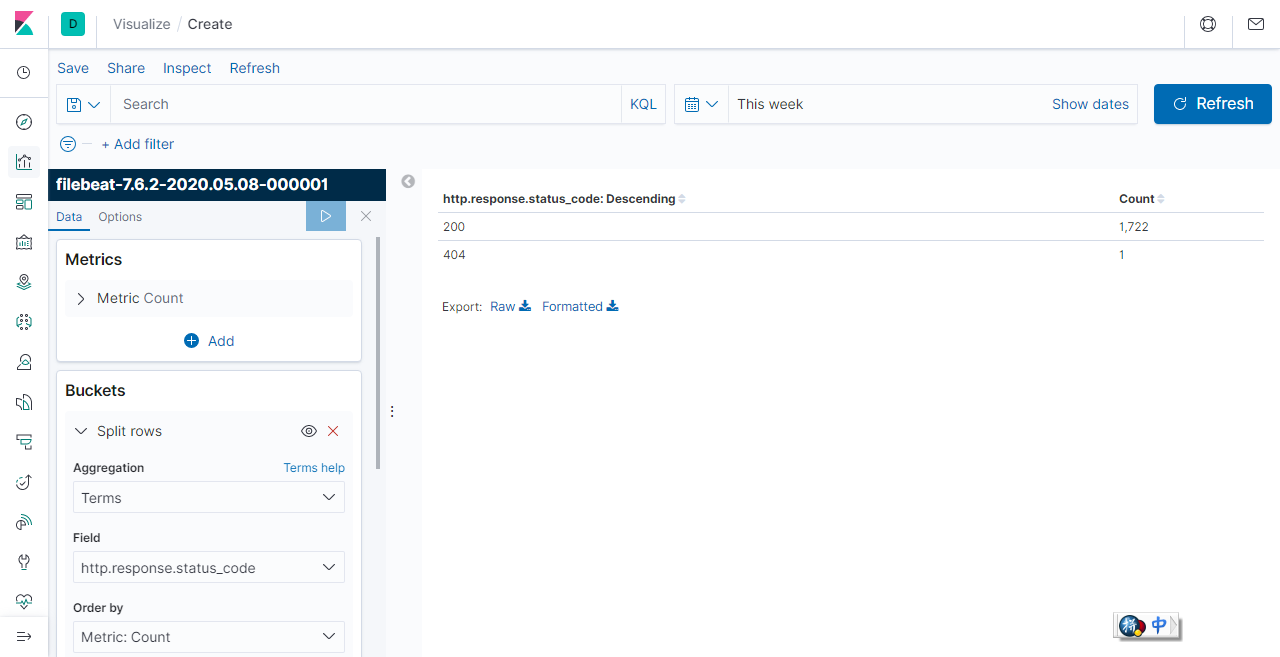 D Visualize / Create
Save Share Inspect Refresh
Search KQL This week Show dates Refresh
+ Add filter
filebeat-7.6.2-2020.05.08-000001
Data Options
Metrics
Metric Count
Add
Buckets
Split rows
Aggregation Terms help
Terms
Field
http.response.status_code
Order by
Metric: Count
http.response.status_code: Descending Count
200 1,722
404 1
Export: Raw Formatted
中